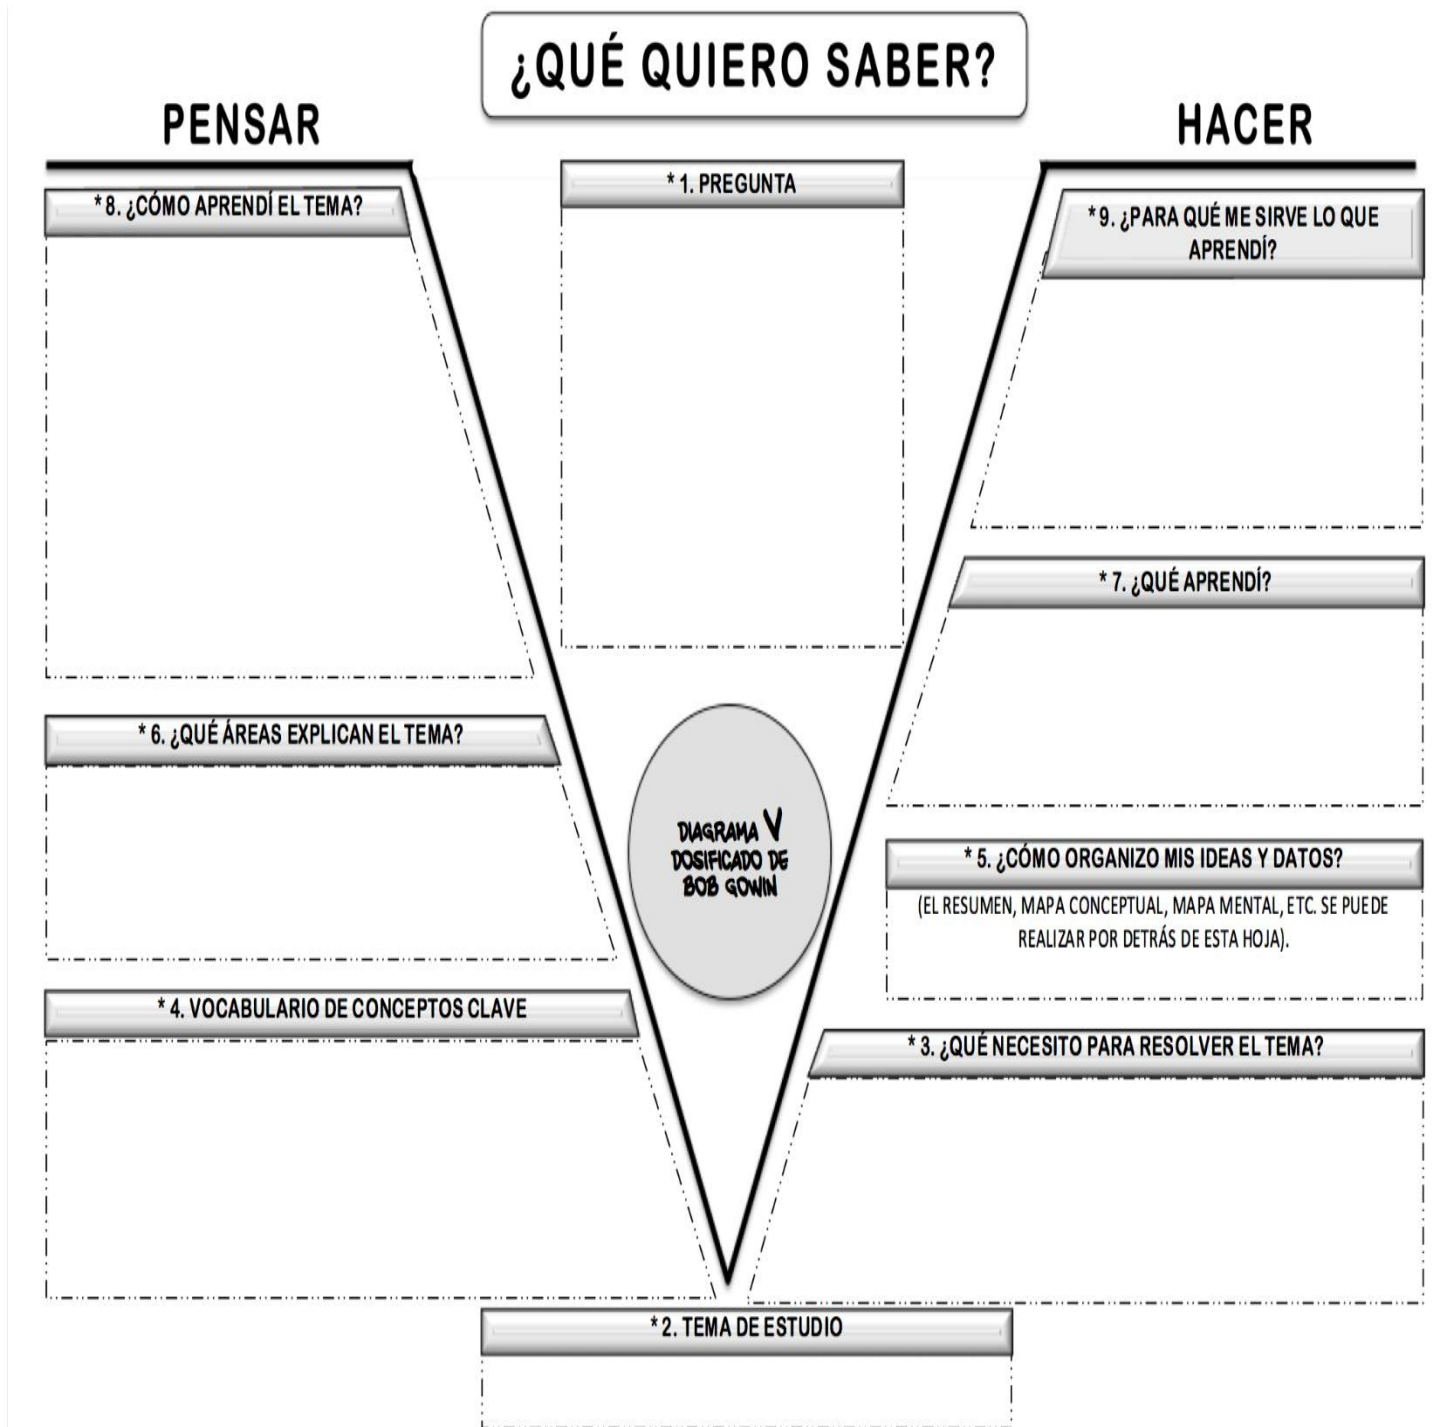 ¿QUÉ QUIERO SABER?
PENSAR
HACER
* 1. PREGUNTA
* 8. ¿CÓMO APRENDÍ EL TEMA?
* 9. ¿PARA QUÉ ME SIRVE LO QUE
APRENDÍ?
* 7. ¿QUÉ APRENDÍ?
* 6. ¿QUÉ ÁREAS EXPLICAN EL TEMA?
DIAGRAMA V
DOSIFICADO DE
BOB GOWIN
* 5. ¿CÓMO ORGANIZO MIS IDEAS Y DATOS?
(EL RESUMEN, MAPA CONCEPTUAL, MAPA MENTAL, ETC. SE PUEDE
REALIZAR POR DETRÁS DE ESTA HOJA).
* 4. VOCABULARIO DE CONCEPTOS CLAVE
* 3. ¿QUÉ NECESITO PARA RESOLVER EL TEMA?
* 2. TEMA DE ESTUDIO